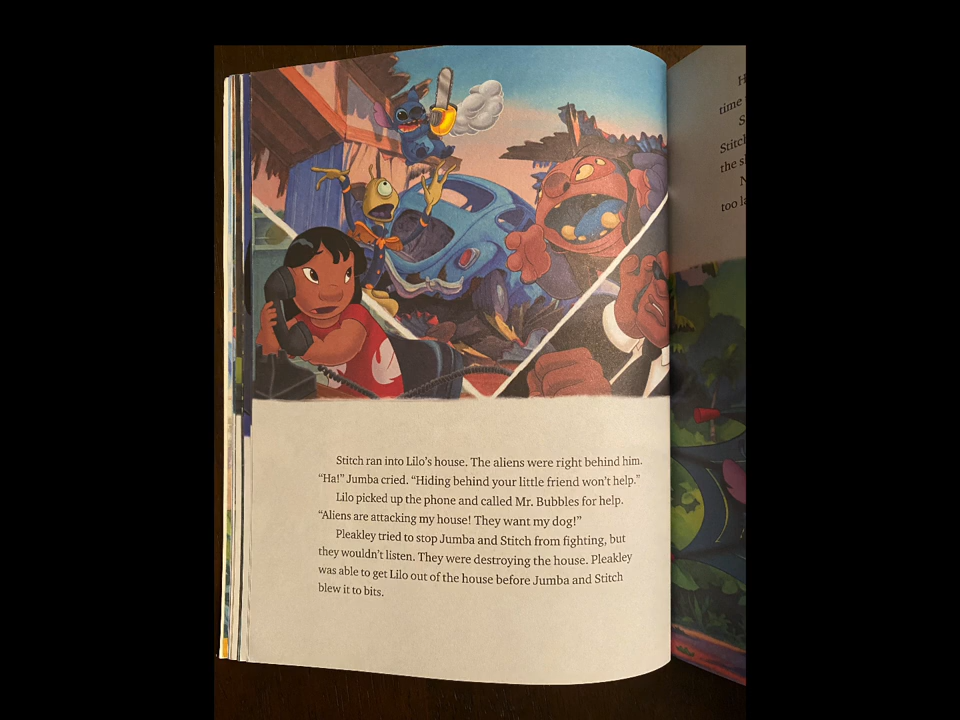 Stitch ran into Lilo's house. The aliens were right behind him.
"Ha!" Jumba cried. "Hiding behind your little friend won't help."
Lilo picked up the phone and called Mr. Bubbles for help.
"Aliens are attacking my house! They want my dog!"
Pleakley tried to stop Jumba and Stitch from fighting, but
they wouldn't listen. They were destroying the house. Pleakley
was able to get Lilo out of the house before Jumba and Stitch
blew it to bits.
time
Stitch
the
too